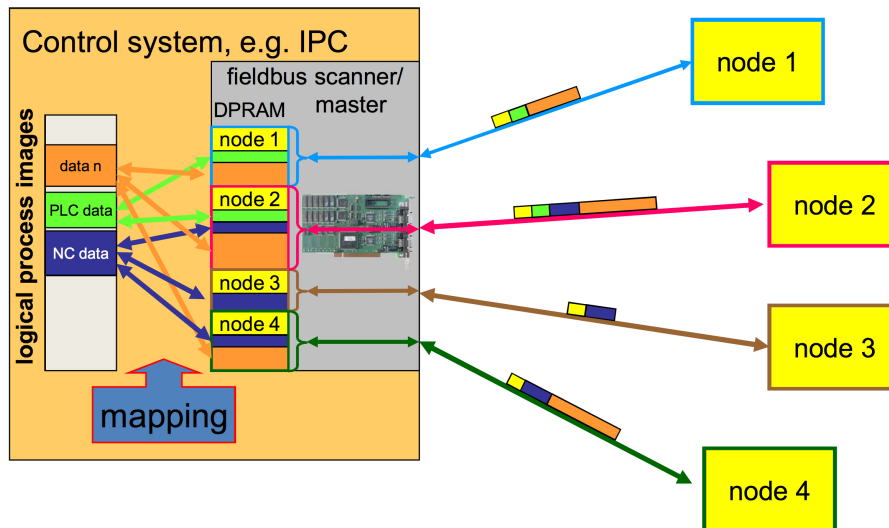 Control system, e.g. IPC
fieldbus scanner/
master
DPRAM
logical process images
data n
PLC data
NC data
node 1
node 2
node 3
node 4
mapping
node 1
node 2
node 3
node 4